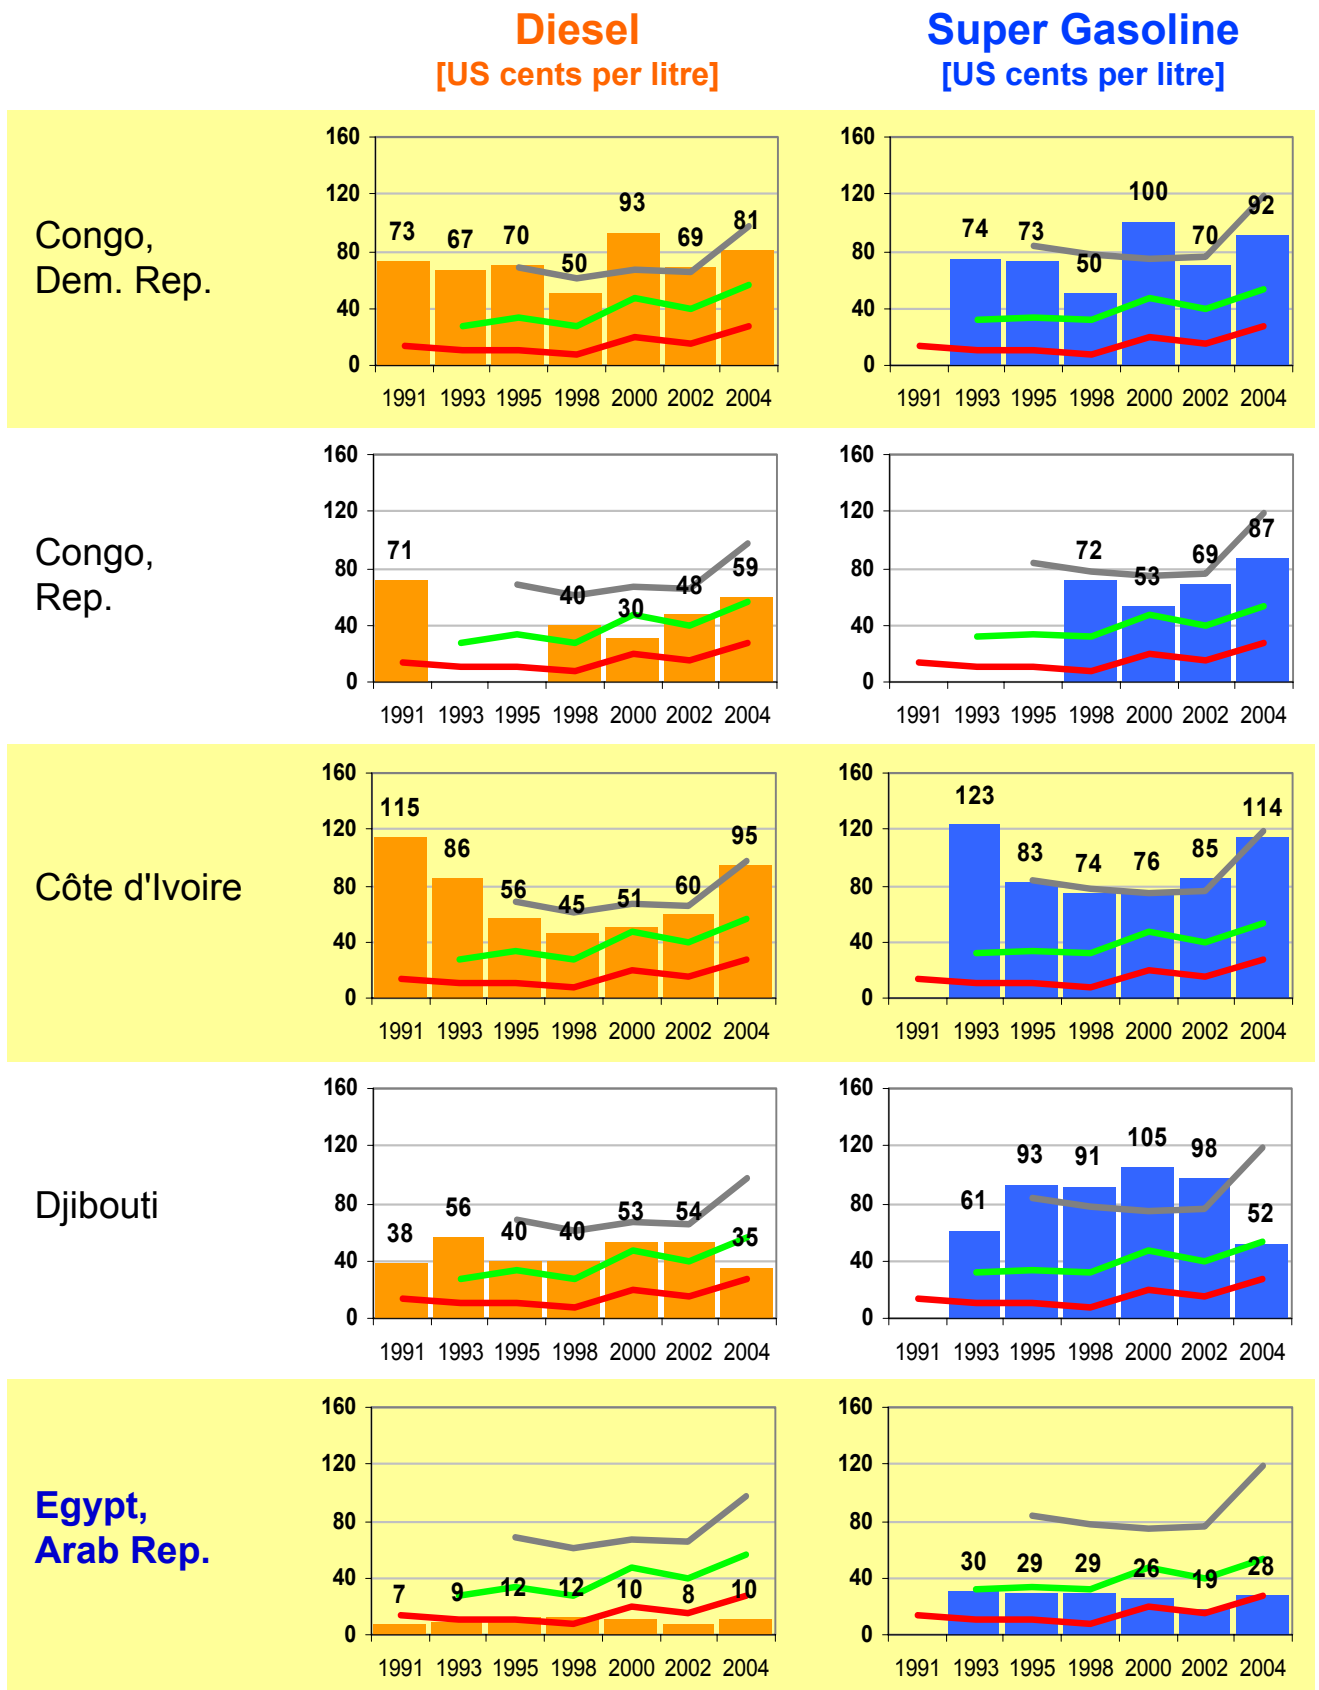 Diesel
[US cents per litre]
Super Gasoline
[US cents per litre]
Congo,
Dem. Rep.
160
120
80
40
0
73 67 70 50 93 69 81
1991 1993 1995 1998 2000 2002 2004
160
120
80
40
0
74 73 50 100 70 92
1991 1993 1995 1998 2000 2002 2004
Congo,
Rep.
160
120
80
40
0
71 40 30 48 59
1991 1993 1995 1998 2000 2002 2004
160
120
80
40
0
72 53 69 87
1991 1993 1995 1998 2000 2002 2004
Côte d'Ivoire
160
120
80
40
0
115 86 56 45 51 60 95
1991 1993 1995 1998 2000 2002 2004
160
120
80
40
0
123 83 74 76 85 114
1991 1993 1995 1998 2000 2002 2004
Djibouti
160
120
80
40
0
38 56 40 40 53 54 35
1991 1993 1995 1998 2000 2002 2004
160
120
80
40
0
61 93 91 105 98 52
1991 1993 1995 1998 2000 2002 2004
Egypt,
Arab Rep.
160
120
80
40
0
7 9 12 12 10 8 10
1991 1993 1995 1998 2000 2002 2004
160
120
80
40
0
30 29 29 26 19 28
1991 1993 1995 1998 2000 2002 2004